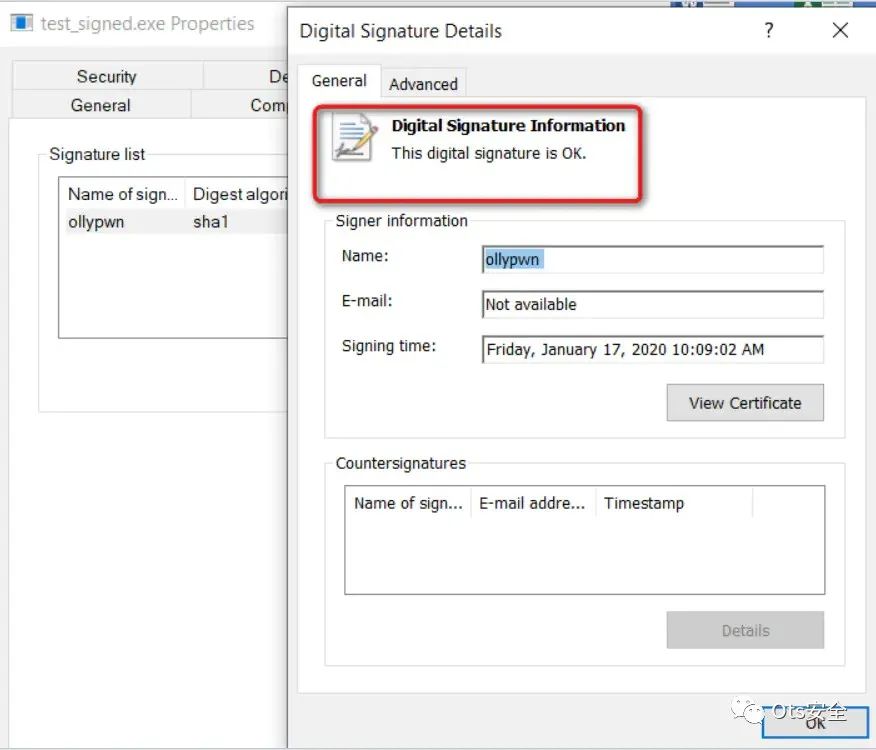 test_signed.exe Properties
Security
De
General
Comp
Signature list
Name of sign...
Digest algori
ollypwn
sha1
Digital Signature Details
?
General
Advanced
Digital Signature Information
This digital signature is OK.
Signer information
Name:
ollypwn
E-mail:
Not available
Signing time:
Friday, January 17, 2020 10:09:02 AM
View Certificate
Countersignatures
Name of sign...
E-mail addre...
Timestamp
Details
Ots安全
OK